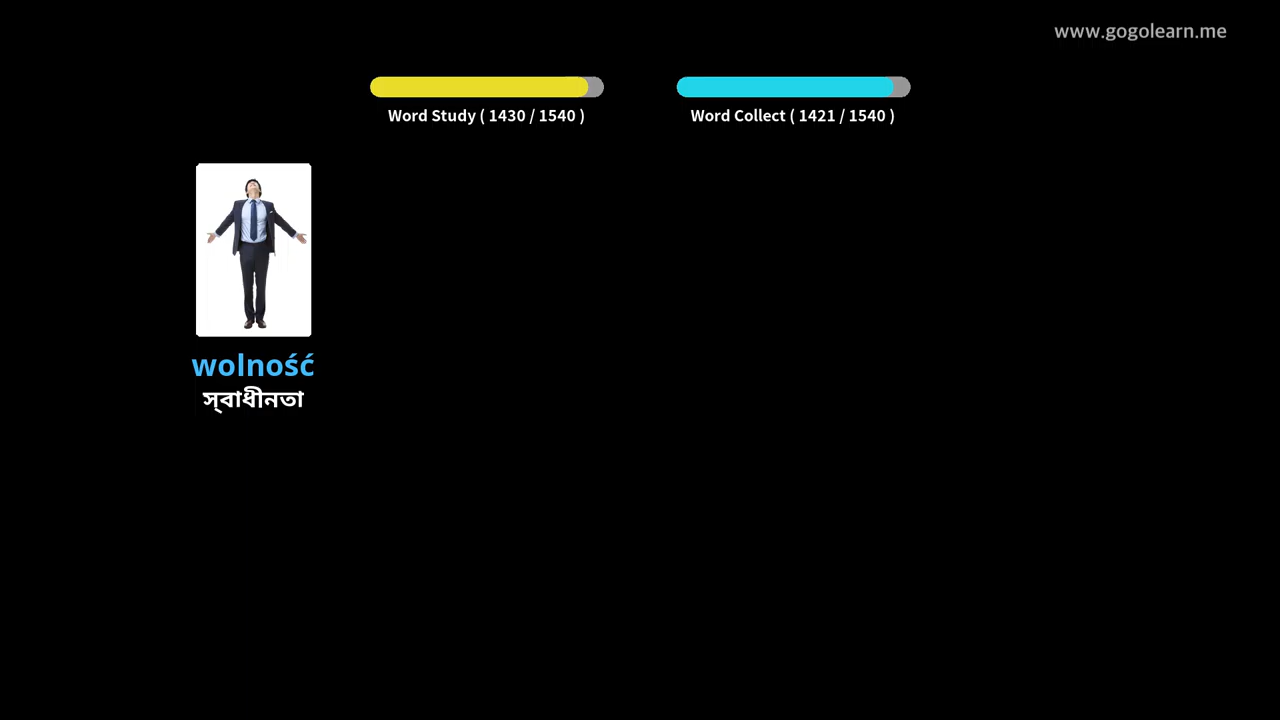 www.gogolearn.me
Word Study ( 1430 / 1540 )
Word Collect ( 1421 / 1540 )
wolność
স্বাধীনতা